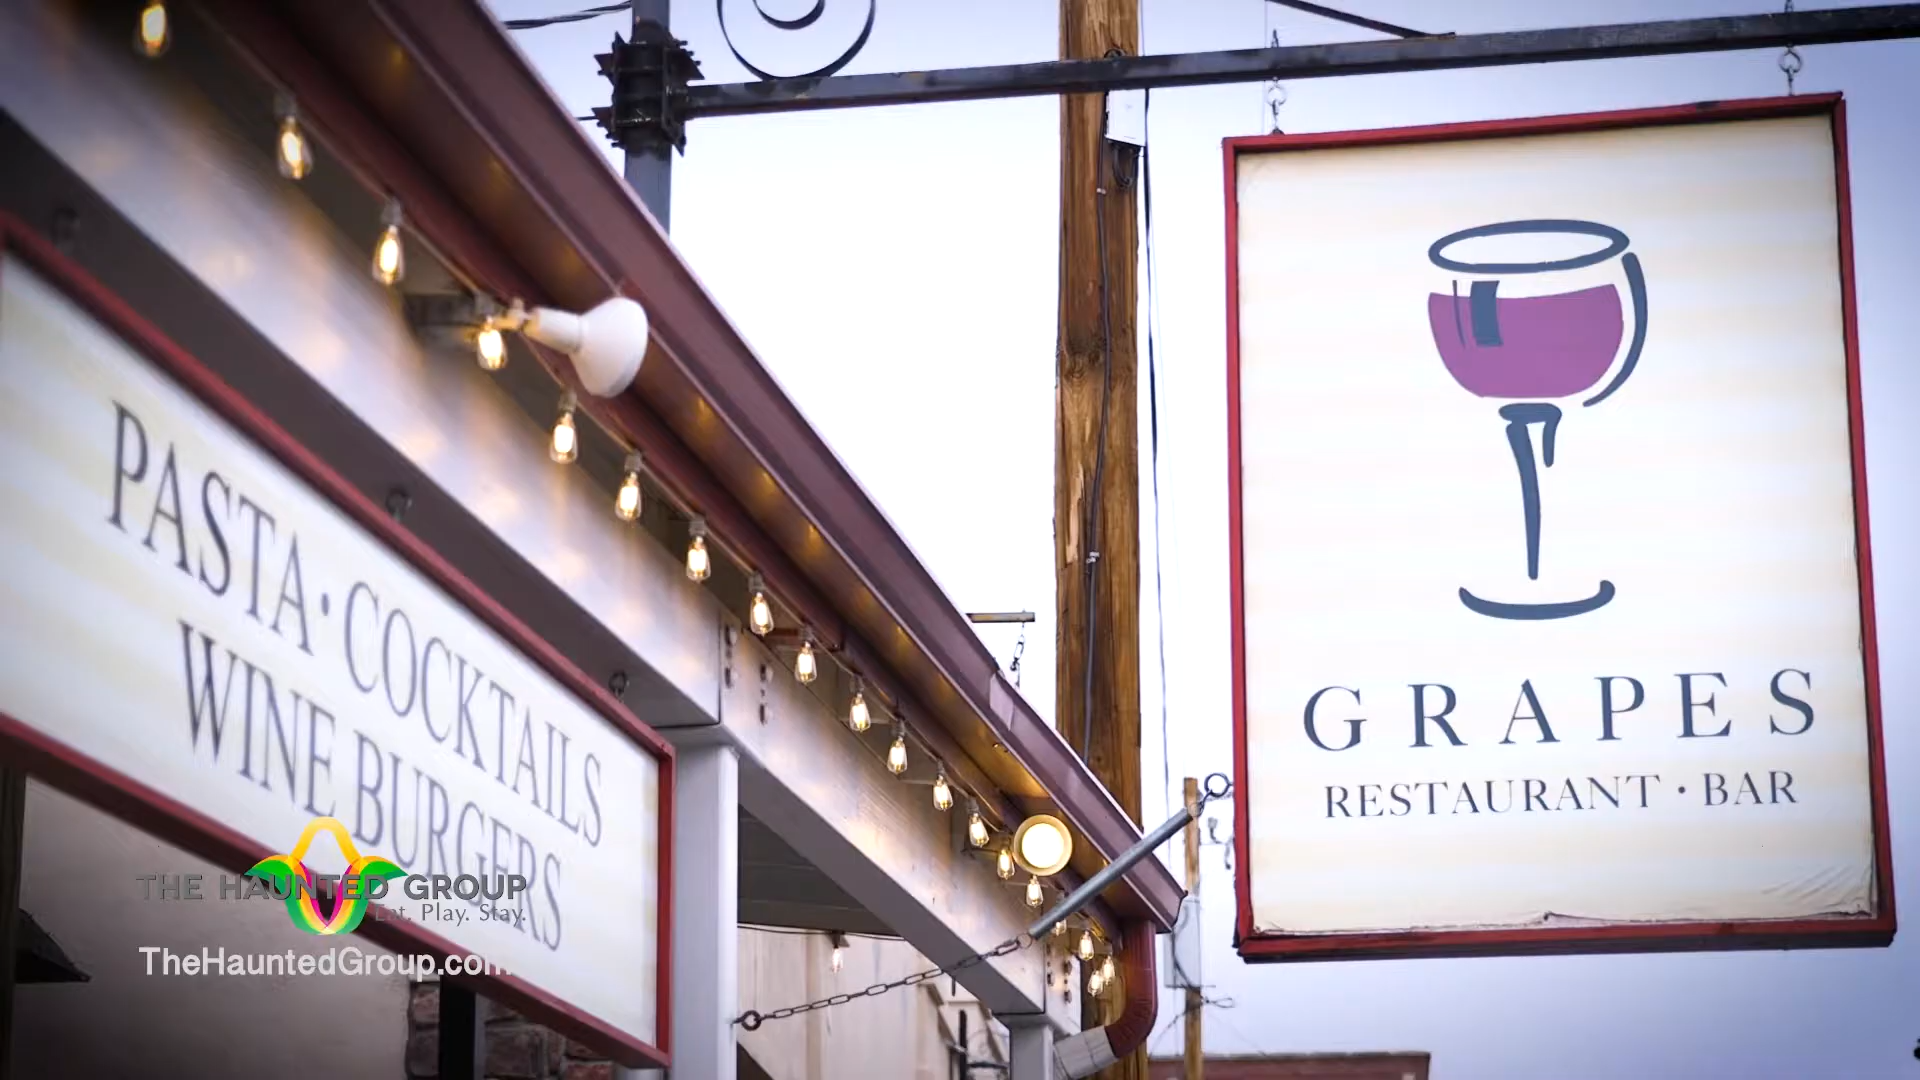 PASTA · COCKTAILS
WINE BURGERS
GRAPES
RESTAURANT · BAR
THE HAUNTED GROUP
Eat. Play. Stay.
TheHauntedGroup.com